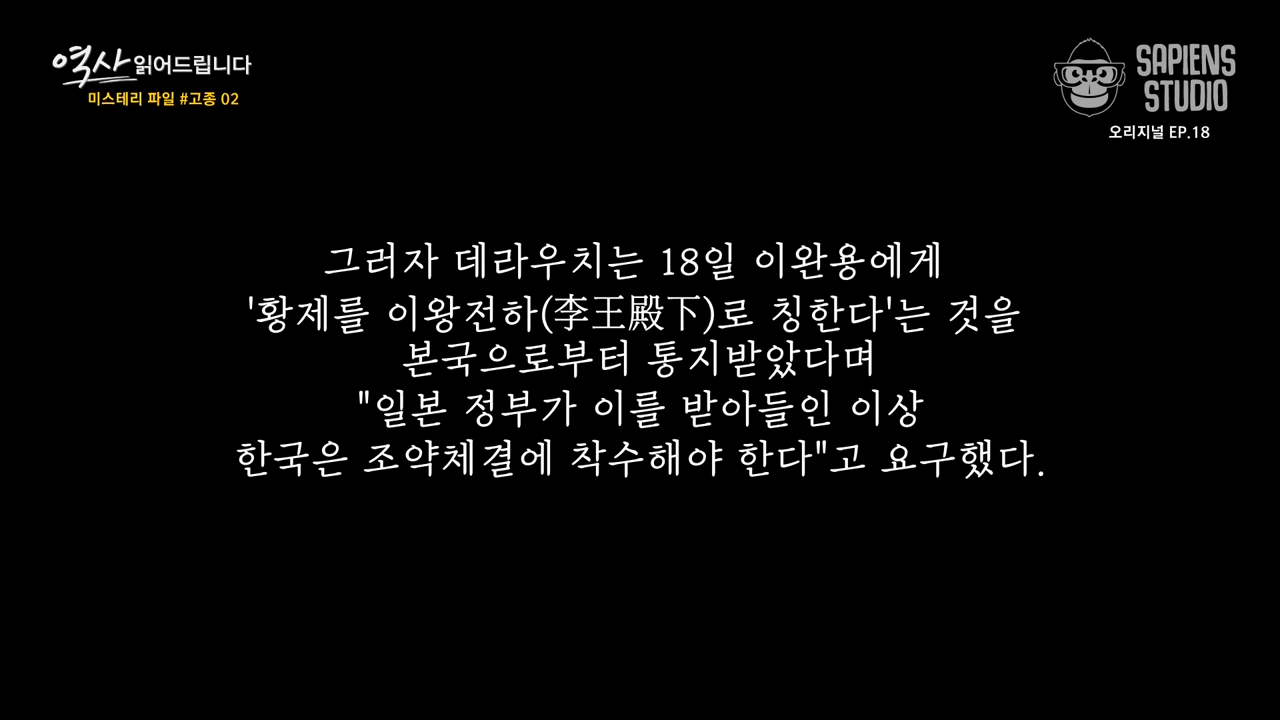 역사 읽어드립니다
미스테리 파일 #고종 02
SAPIENS
STUDIO
오리지널 EP.18
그러자 데라우치는 18일 이완용에게
'황제를 이왕전하(李王殿下)로 칭한다'는 것을
본국으로부터 통지받았다며
"일본 정부가 이를 받아들인 이상
한국은 조약체결에 착수해야 한다"고 요구했다.